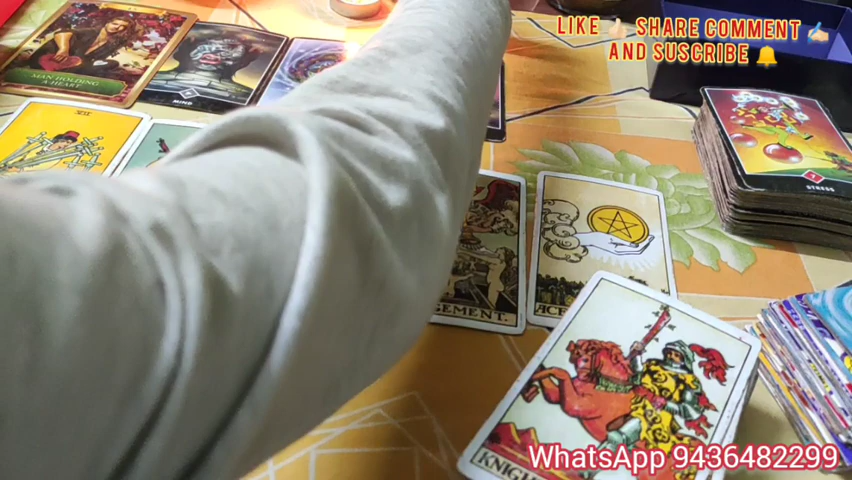 LIKE 👍🏻 SHARE COMMENT ✍🏻
AND SUSCRIBE 🔔
MAN HOLDING
A HEART
MIND
VII
STRESS
GEMENT.
ACE
KNIGH
WhatsApp 9436482299